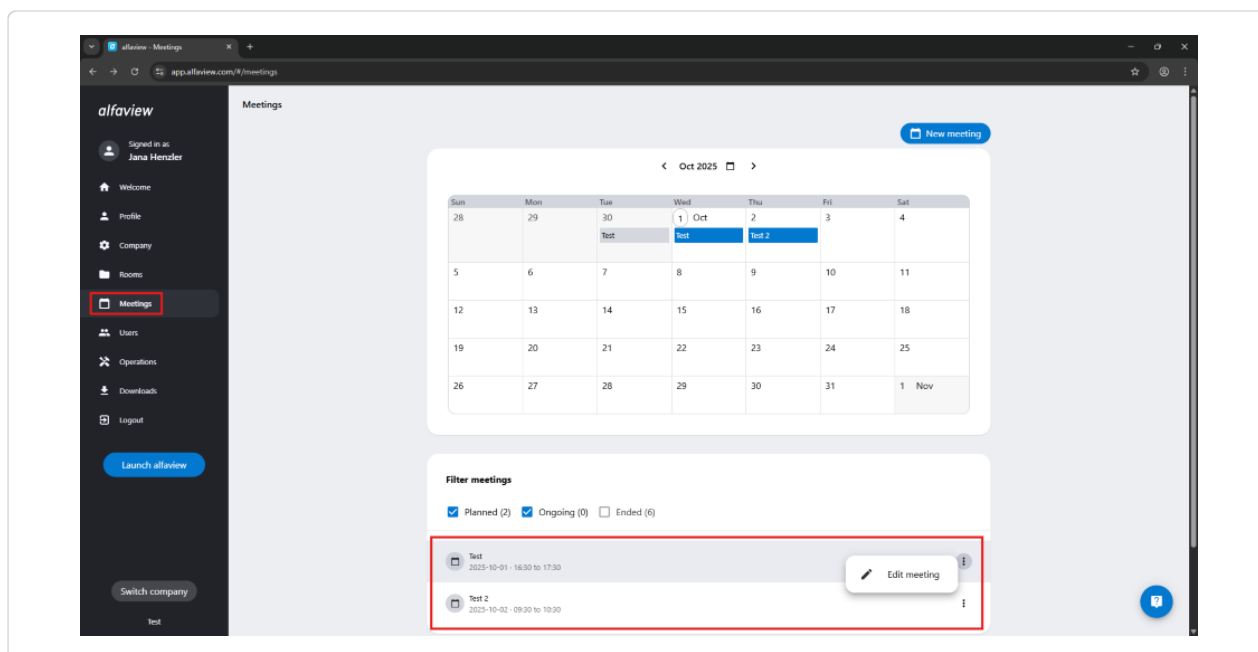 alfaview - Meetings
app.alfaview.com/#/meetings
alfaview
Signed in as
Jana Henzler
Welcome
Profile
Company
Rooms
Meetings
Users
Operations
Downloads
Logout
Launch alfaview
Switch company
Test
Meetings
New meeting
Oct 2025
Sun Mon Tue Wed Thu Fri Sat
28 29 30 1 Oct 2 3 4
Test Test Test 2
5 6 7 8 9 10 11
12 13 14 15 16 17 18
19 20 21 22 23 24 25
26 27 28 29 30 31 1 Nov
Filter meetings
Planned (2) Ongoing (0) Ended (6)
Test
2025-10-01 - 16:30 to 17:30
Edit meeting
Test 2
2025-10-02 - 09:30 to 10:30